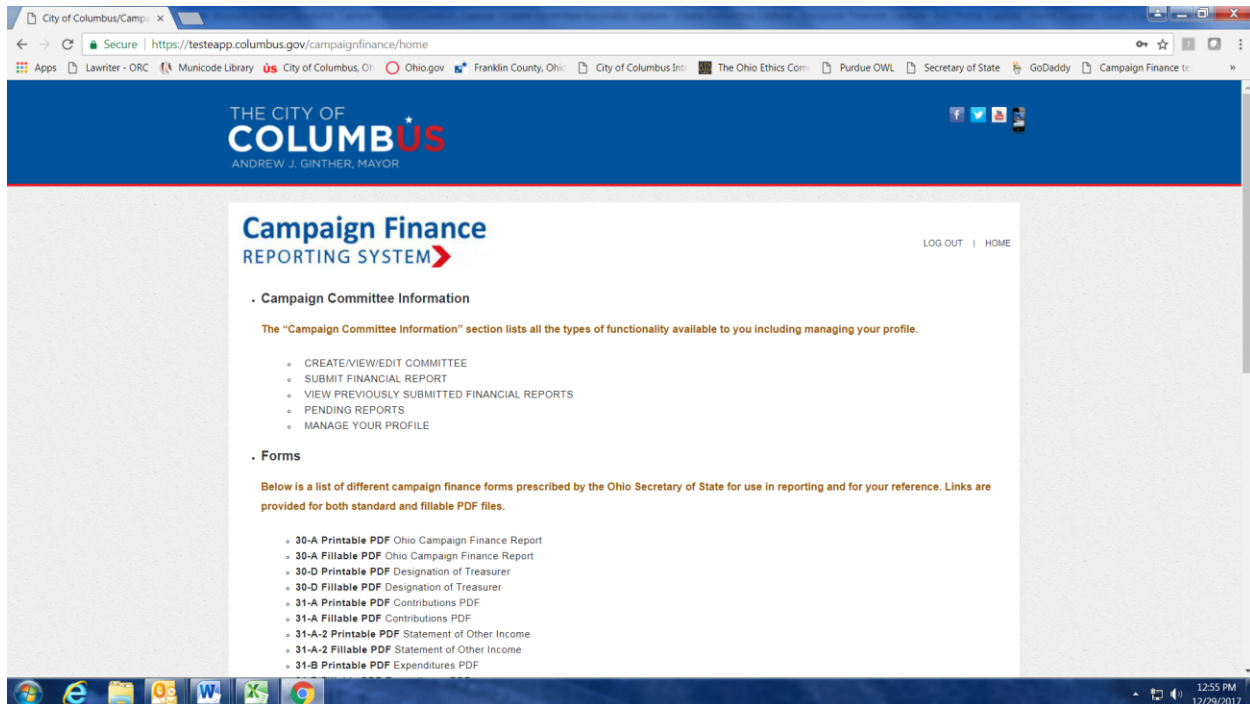 City of Columbus/Campa
Secure | https://testeapp.columbus.gov/campaignfinance/home
Apps Lawriter - ORC Municode Library City of Columbus, Oh Ohio.gov Franklin County, Ohio City of Columbus Intr The Ohio Ethics Com Purdue OWL Secretary of State GoDaddy Campaign Finance te »
THE CITY OF
COLUMBUS
ANDREW J. GINTHER, MAYOR
Campaign Finance
REPORTING SYSTEM
LOG OUT | HOME
Campaign Committee Information
The “Campaign Committee Information” section lists all the types of functionality available to you including managing your profile.
CREATE/VIEW/EDIT COMMITTEE
SUBMIT FINANCIAL REPORT
VIEW PREVIOUSLY SUBMITTED FINANCIAL REPORTS
PENDING REPORTS
MANAGE YOUR PROFILE
Forms
Below is a list of different campaign finance forms prescribed by the Ohio Secretary of State for use in reporting and for your reference. Links are
provided for both standard and fillable PDF files.
30-A Printable PDF Ohio Campaign Finance Report
30-A Fillable PDF Ohio Campaign Finance Report
30-D Printable PDF Designation of Treasurer
30-D Fillable PDF Designation of Treasurer
31-A Printable PDF Contributions PDF
31-A Fillable PDF Contributions PDF
31-A-2 Printable PDF Statement of Other Income
31-A-2 Fillable PDF Statement of Other Income
31-B Printable PDF Expenditures PDF
12:55 PM
12/29/2017